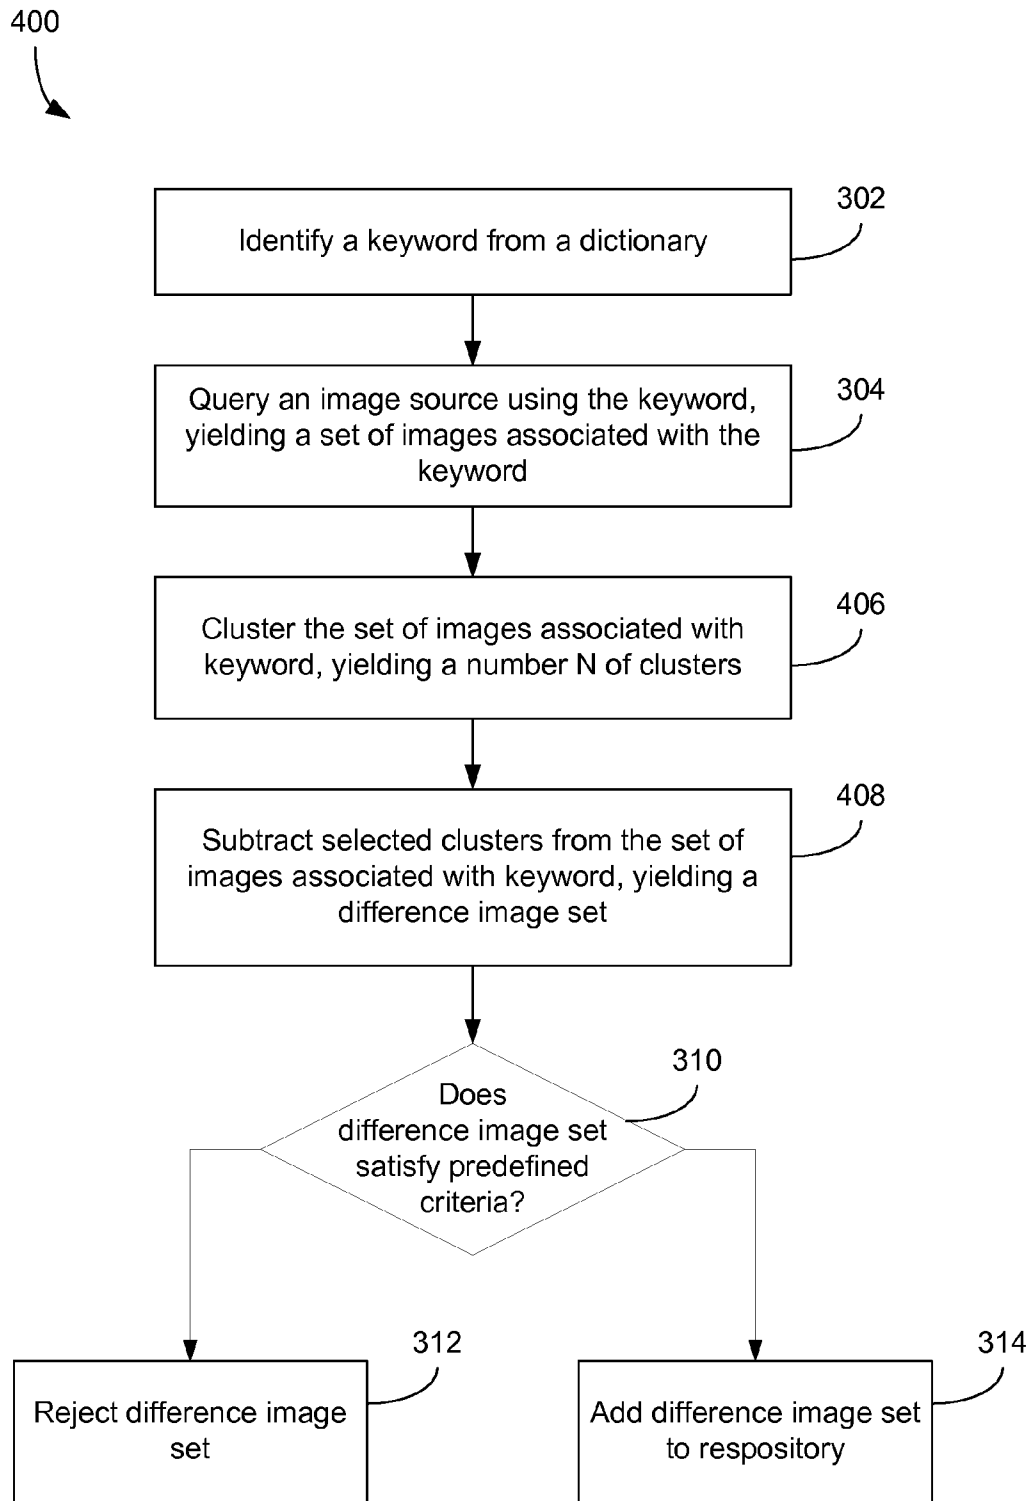 400
302
Identify a keyword from a dictionary
304
Query an image source using the keyword,
yielding a set of images associated with the
keyword
406
Cluster the set of images associated with
keyword, yielding a number N of clusters
408
Subtract selected clusters from the set of
images associated with keyword, yielding a
difference image set
310
Does
difference image set
satisfy predefined
criteria?
312
Reject difference image
set
314
Add difference image set
to respository